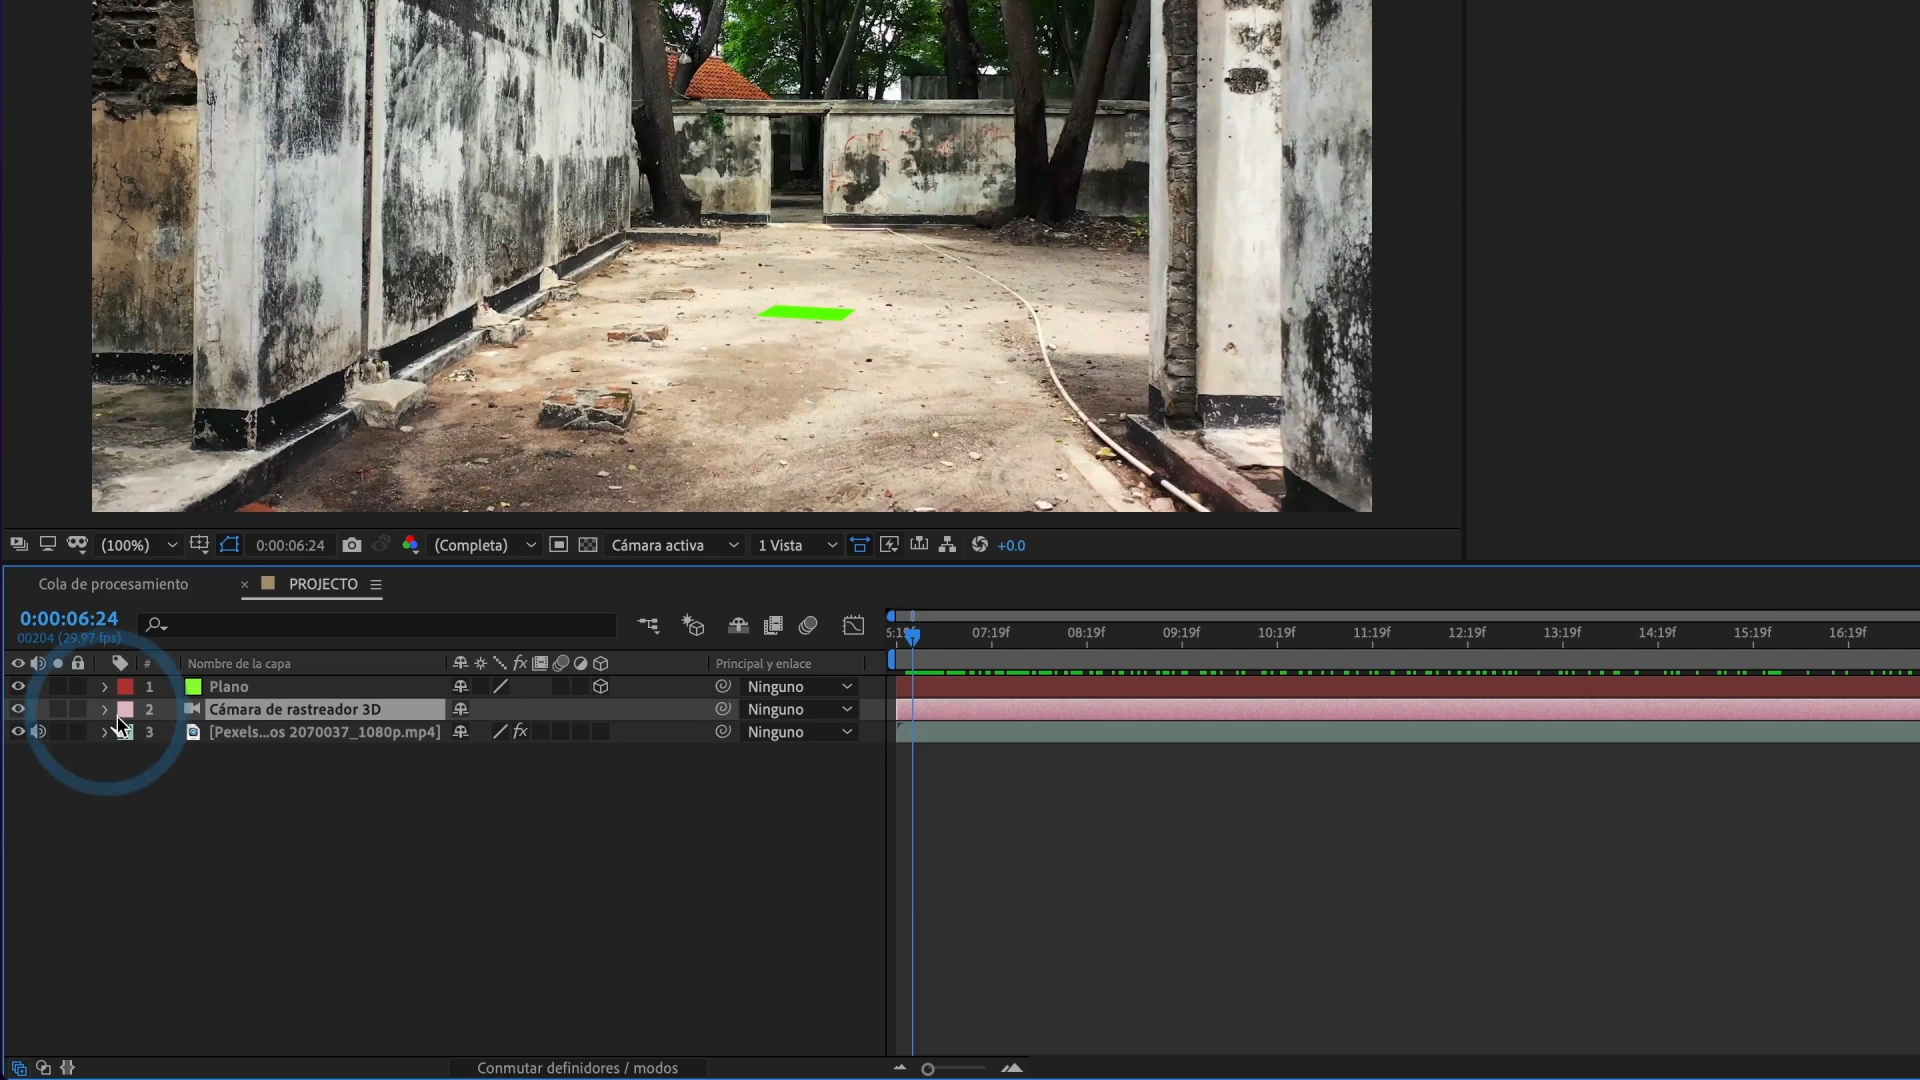 (100%) 0:00:06:24 (Completa) Cámara activa 1 Vista +0.0
Cola de procesamiento × PROJECTO
0:00:06:24
00204 (29,97 fps)
07:19f 08:19f 09:19f 10:19f 11:19f 12:19f 13:19f 14:19f 15:19f 16:19f
# Nombre de la capa fx Principal y enlace
1 Plano Ninguno
2 Cámara de rastreador 3D Ninguno
3 [Pexels...os 2070037_1080p.mp4] fx Ninguno
Conmutar definidores / modos